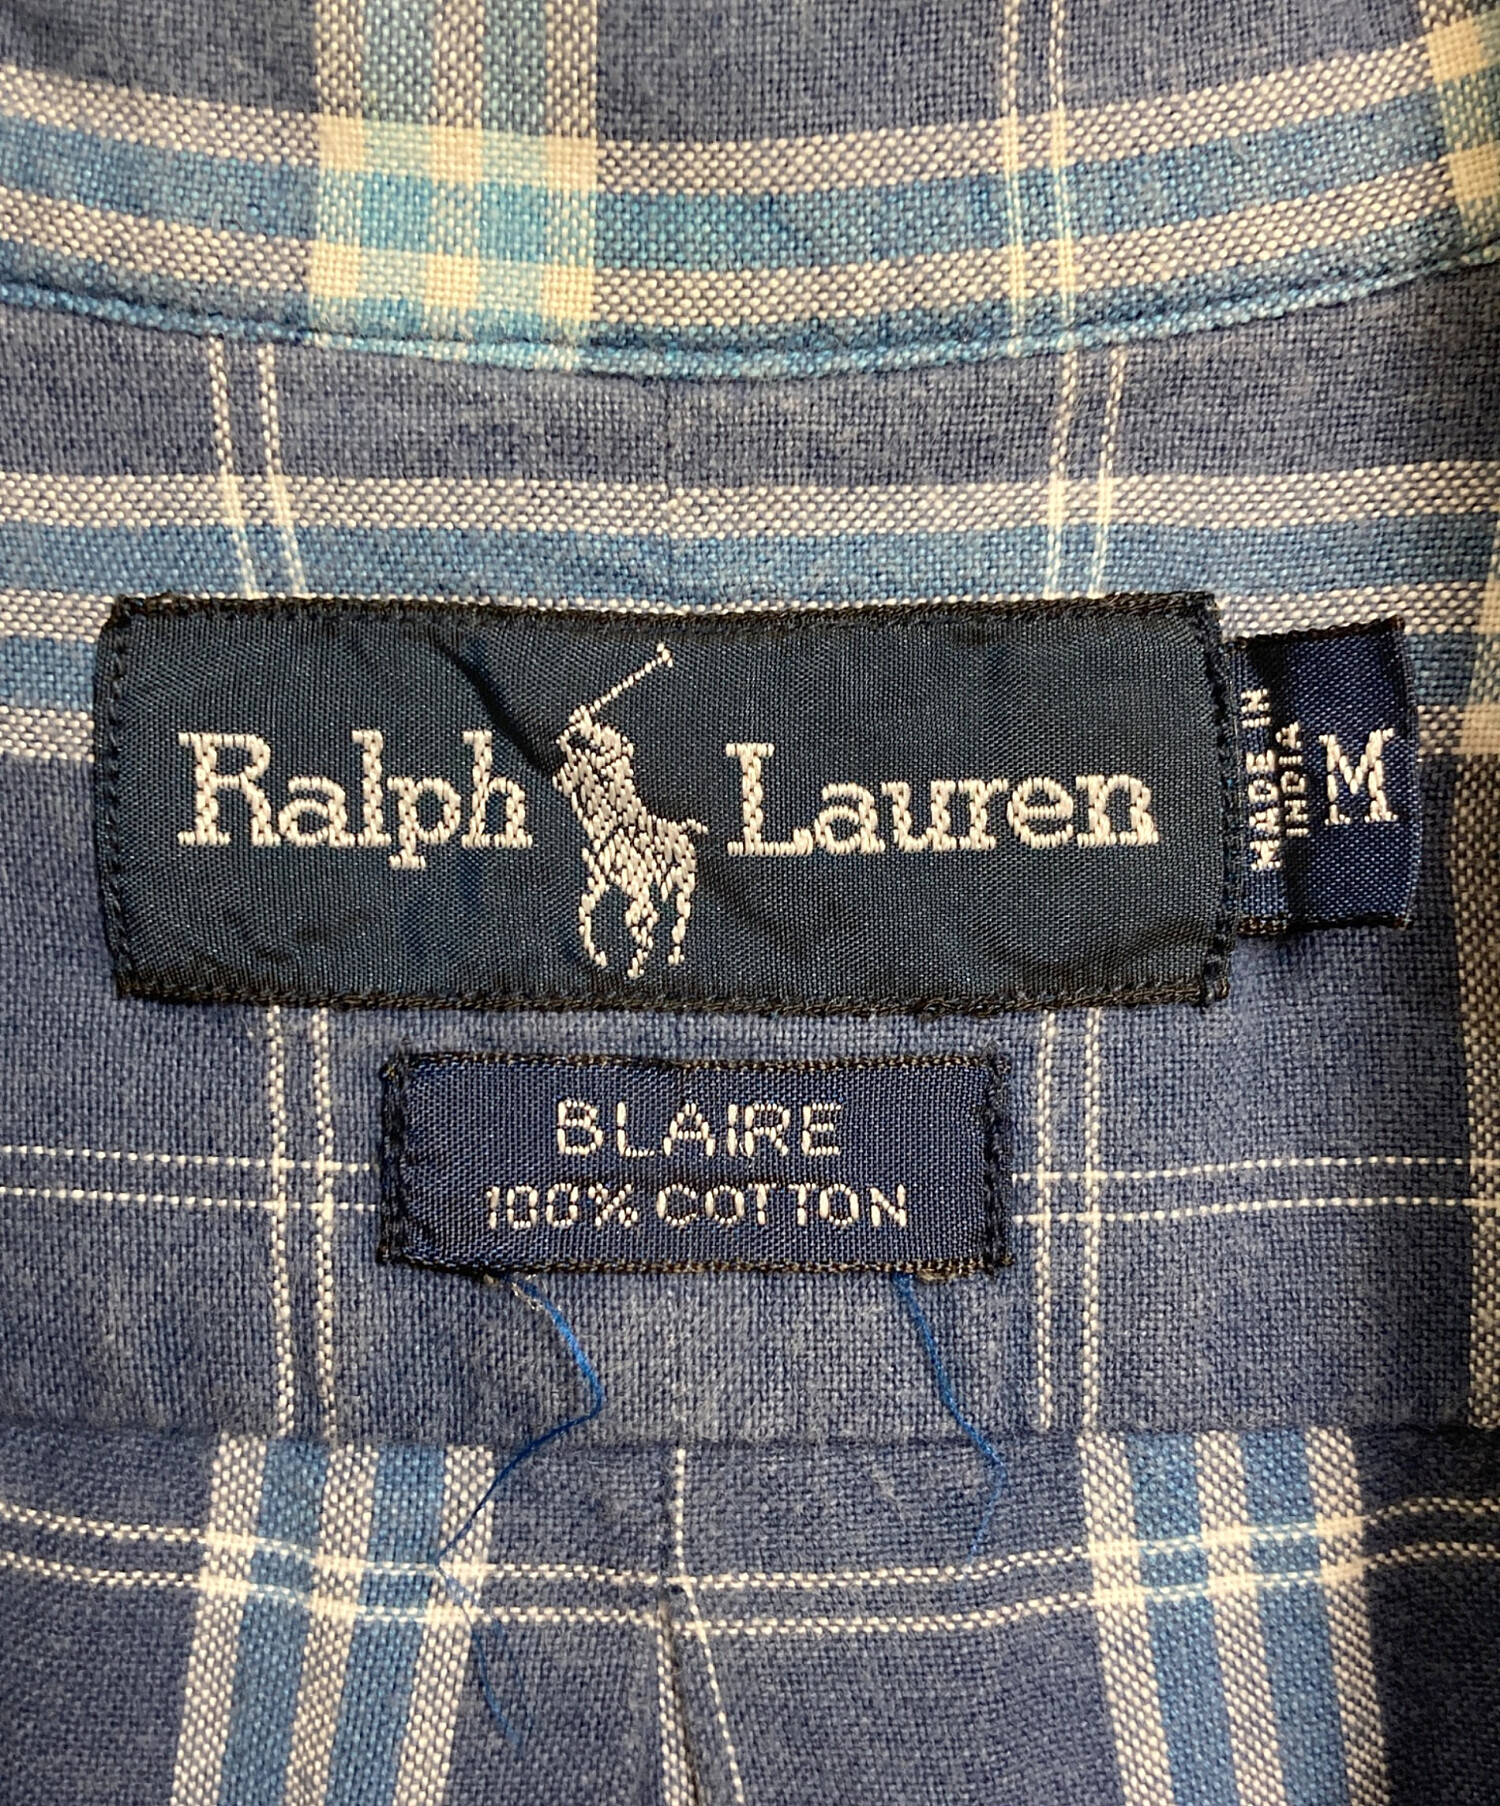 Ralph Lauren
MADE IN
INDIA
M
BLAIRE
100% COTTON